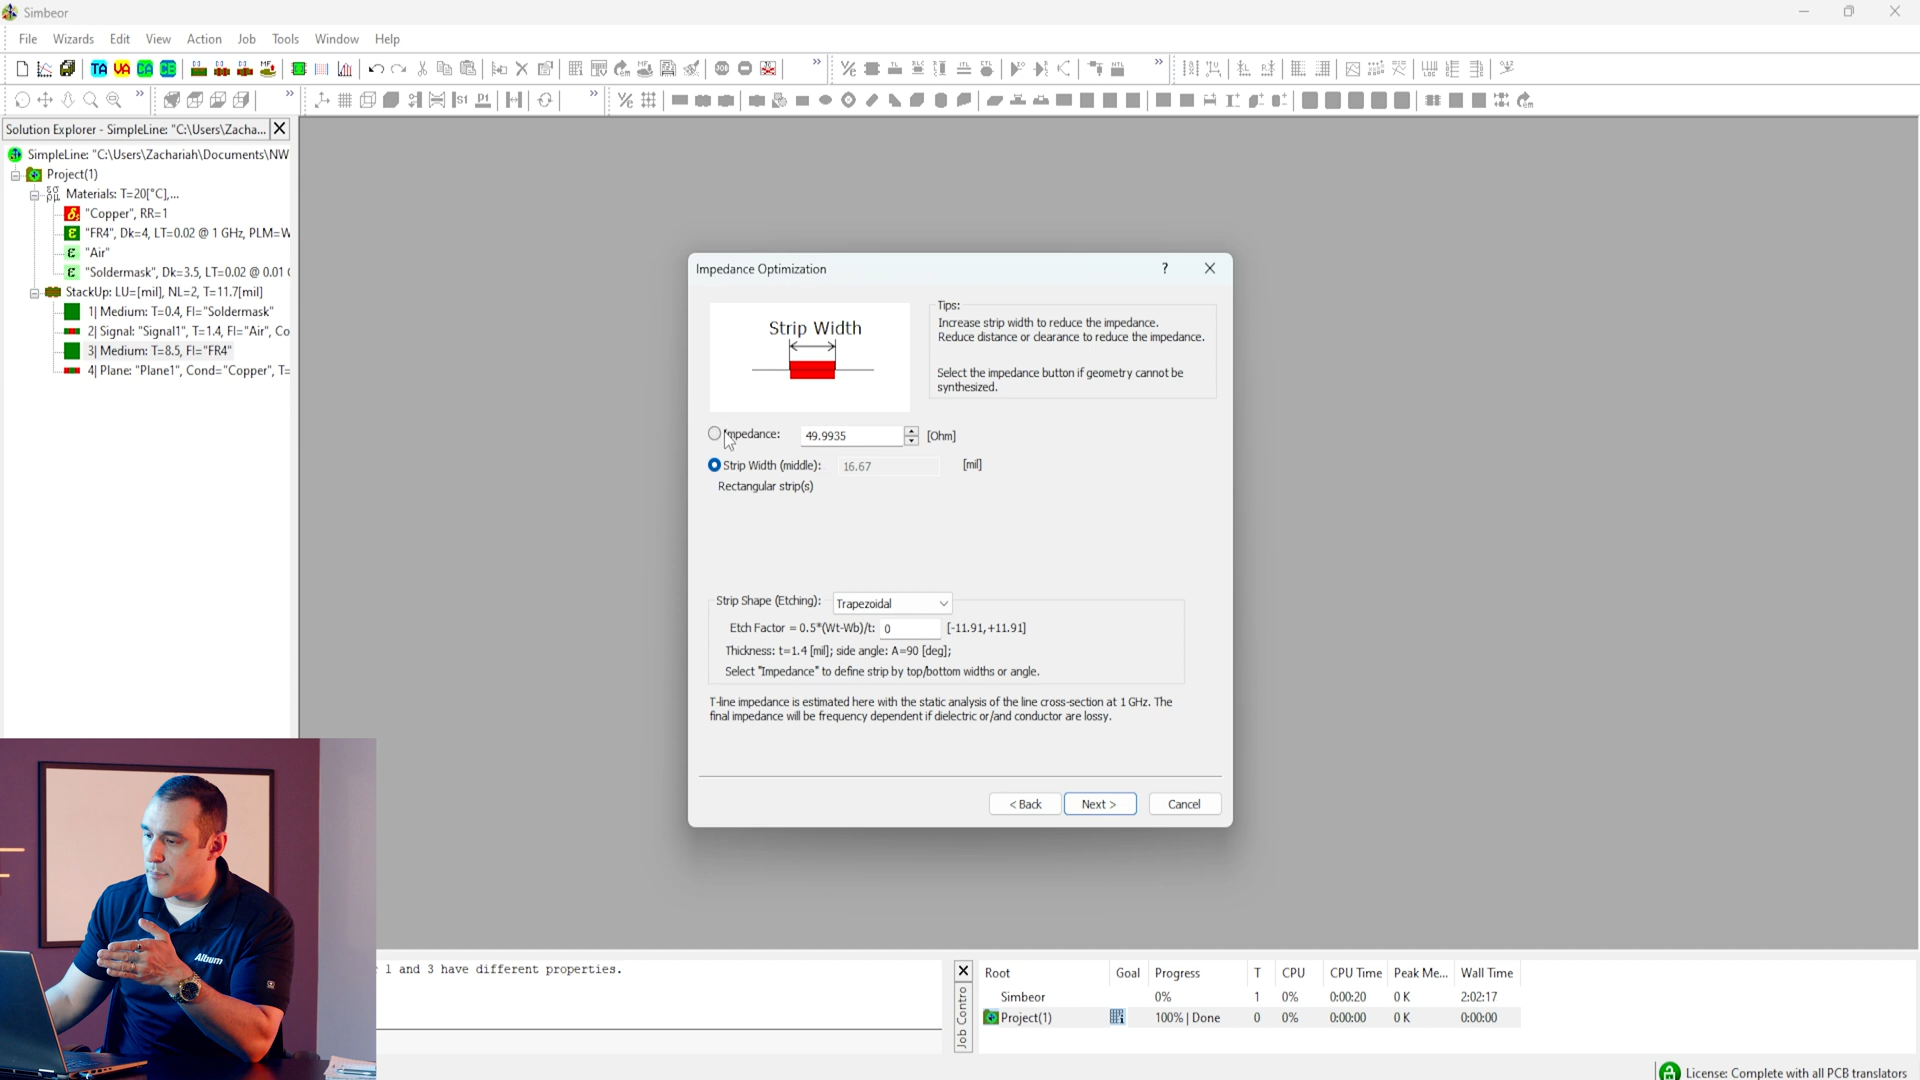 Simbeor
File Wizards Edit View Action Job Tools Window Help
Solution Explorer - SimpleLine: "C:\Users\Zacha...
SimpleLine: "C:\Users\Zachariah\Documents\NW
Project(1)
Materials: T=20[°C],...
"Copper", RR=1
"FR4", Dk=4, LT=0.02 @ 1 GHz, PLM=W
"Air"
"Soldermask", Dk=3.5, LT=0.02 @ 0.01
StackUp: LU=[mil], NL=2, T=11.7[mil]
1| Medium: T=0.4, Fl="Soldermask"
2| Signal: "Signal1", T=1.4, Fl="Air", Co
3| Medium: T=8.5, Fl="FR4"
4| Plane: "Plane1", Cond="Copper", T=
Impedance Optimization
Strip Width
Tips:
Increase strip width to reduce the impedance.
Reduce distance or clearance to reduce the impedance.
Select the impedance button if geometry cannot be
synthesized.
Impedance: 49.9935 [Ohm]
Strip Width (middle): 16.67 [mil]
Rectangular strip(s)
Strip Shape (Etching): Trapezoidal
Etch Factor = 0.5*(Wt-Wb)/t: 0 [-11.91,+11.91]
Thickness: t=1.4 [mil]; side angle: A=90 [deg];
Select "Impedance" to define strip by top/bottom widths or angle.
T-line impedance is estimated here with the static analysis of the line cross-section at 1 GHz. The
final impedance will be frequency dependent if dielectric or/and conductor are lossy.
< Back Next > Cancel
1 and 3 have different properties.
Job Contro
Root Goal Progress T CPU CPU Time Peak Me... Wall Time
Simbeor 0% 1 0% 0:00:20 0 K 2:02:17
Project(1) 100% | Done 0 0% 0:00:00 0 K 0:00:00
License: Complete with all PCB translators
Altium